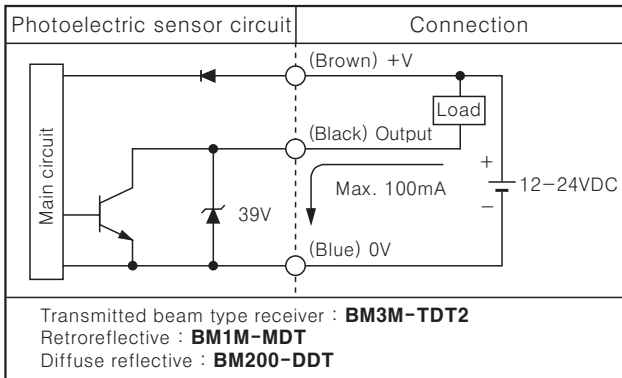 Photoelectric sensor circuit
Connection
(Brown) +V
Load
(Black) Output
Main circuit
Max. 100mA
+
12-24VDC
-
39V
(Blue) 0V
Transmitted beam type receiver : BM3M-TDT2
Retroreflective : BM1M-MDT
Diffuse reflective : BM200-DDT